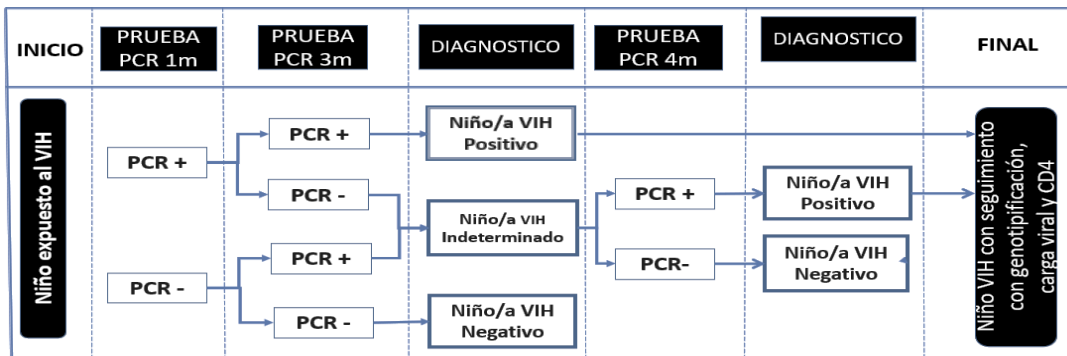 INICIO
PRUEBA
PCR 1m
PRUEBA
PCR 3m
DIAGNOSTICO
PRUEBA
PCR 4m
DIAGNOSTICO
FINAL
Niño expuesto al VIH
PCR +
PCR -
PCR +
PCR -
PCR +
PCR -
Niño/a VIH
Positivo
Niño/a VIH
Indeterminado
Niño/a VIH
Negativo
PCR +
PCR-
Niño/a VIH
Positivo
Niño/a VIH
Negativo
Niño VIH con seguimiento
con genotipificación,
carga viral y CD4